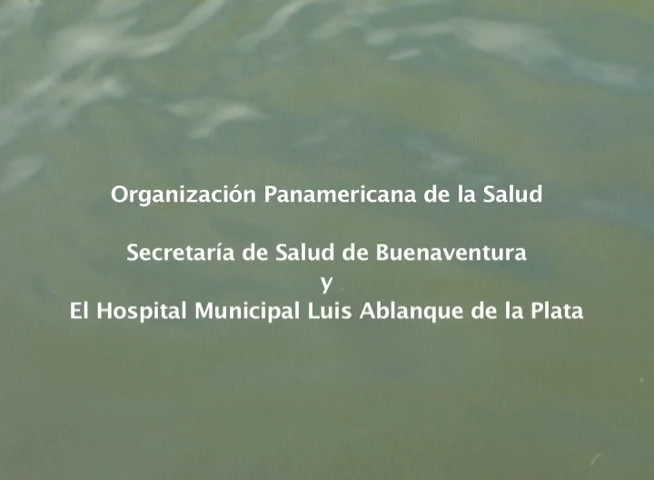 Organización Panamericana de la Salud
Secretaría de Salud de Buenaventura
y
El Hospital Municipal Luis Ablanque de la Plata